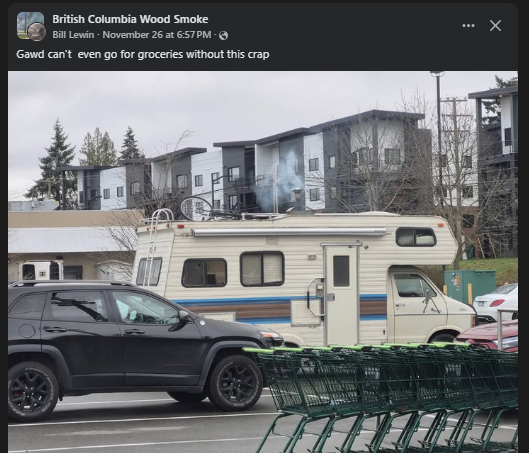 British Columbia Wood Smoke
Bill Lewin · November 26 at 6:57 PM ·
Gawd can't even go for groceries without this crap